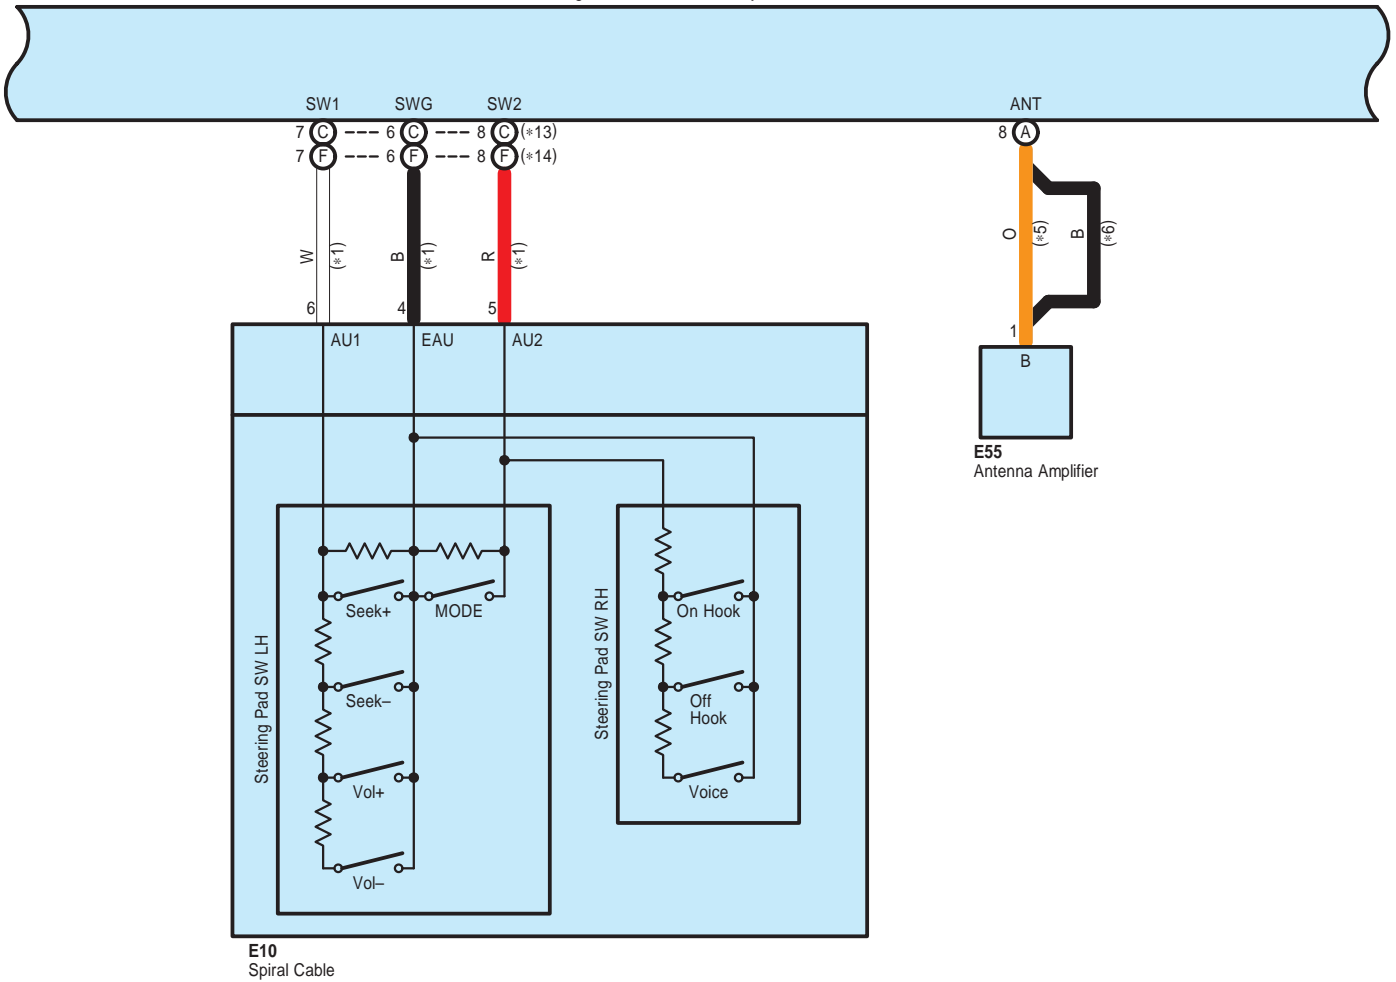 SW1 SWG SW2 ANT
7 C 6 C 8 C (*13) 8 A
7 F 6 F 8 F (*14)
W (*1) B (*1) R (*1) O (*5) B (*6)
6 4 5 1
AU1 EAU AU2 B
E55
Antenna Amplifier
Steering Pad SW LH
Seek+ MODE
Seek–
Vol+
Vol–
Steering Pad SW RH
On Hook
Off
Hook
Voice
E10
Spiral Cable